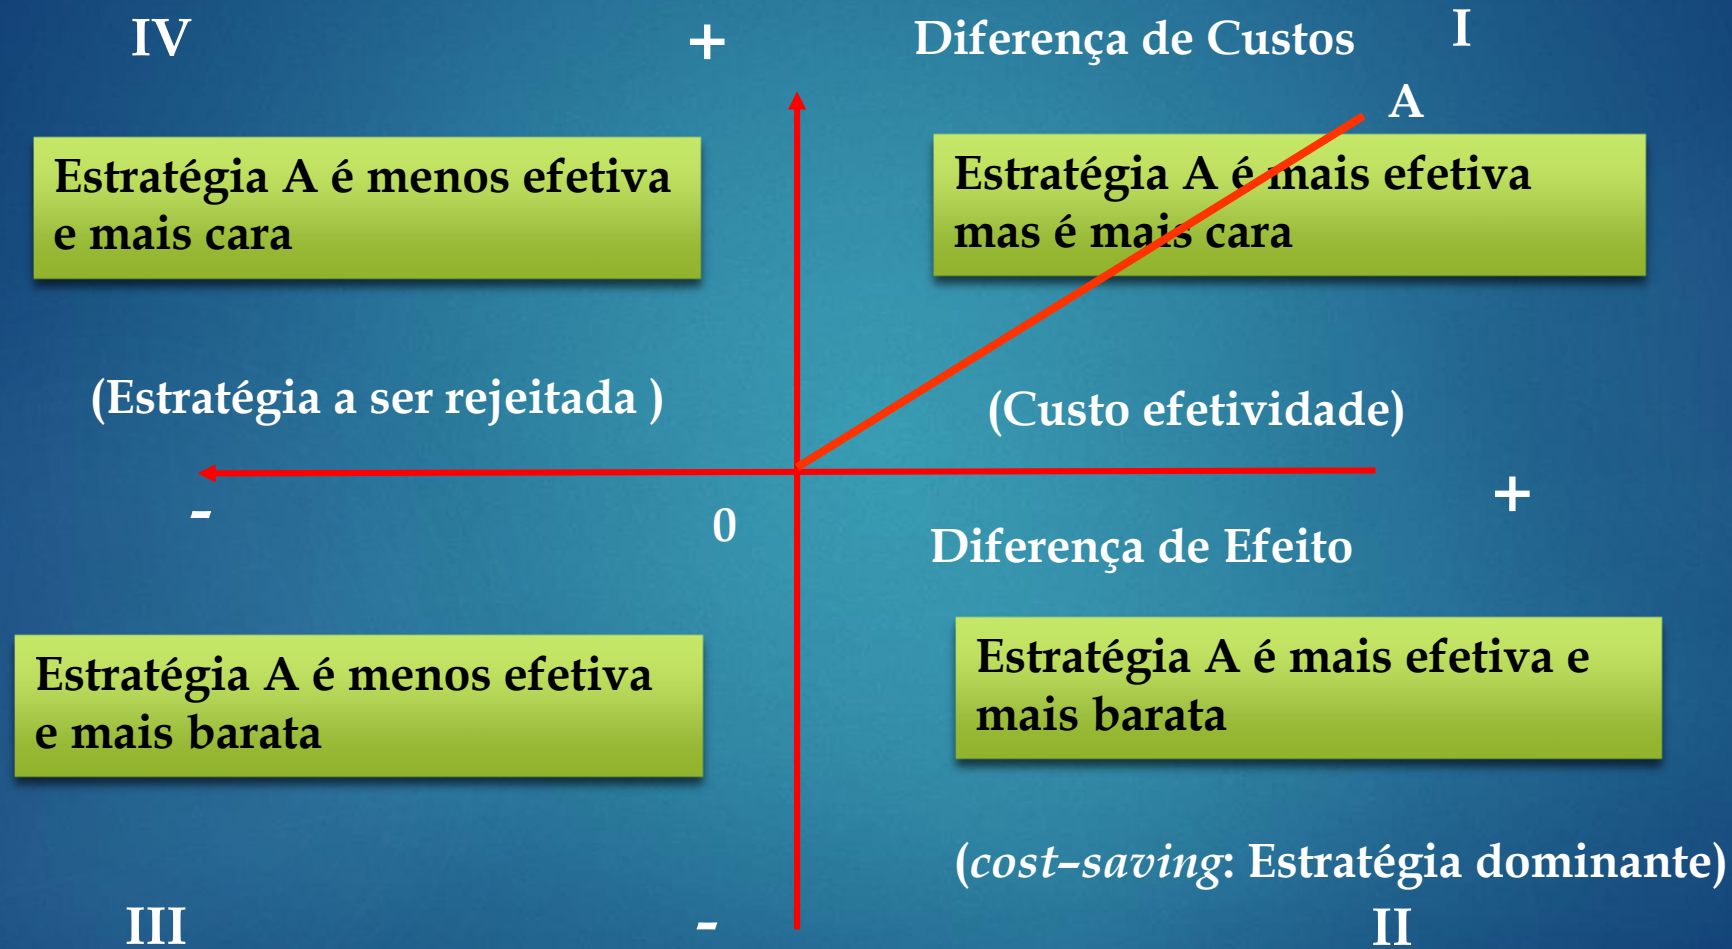 IV
+
Diferença de Custos
I
A
Estratégia A é menos efetiva
e mais cara
Estratégia A é mais efetiva
mas é mais cara
(Estratégia a ser rejeitada )
(Custo efetividade)
-
0
+
Diferença de Efeito
Estratégia A é menos efetiva
e mais barata
Estratégia A é mais efetiva e
mais barata
(cost–saving: Estratégia dominante)
III
-
II